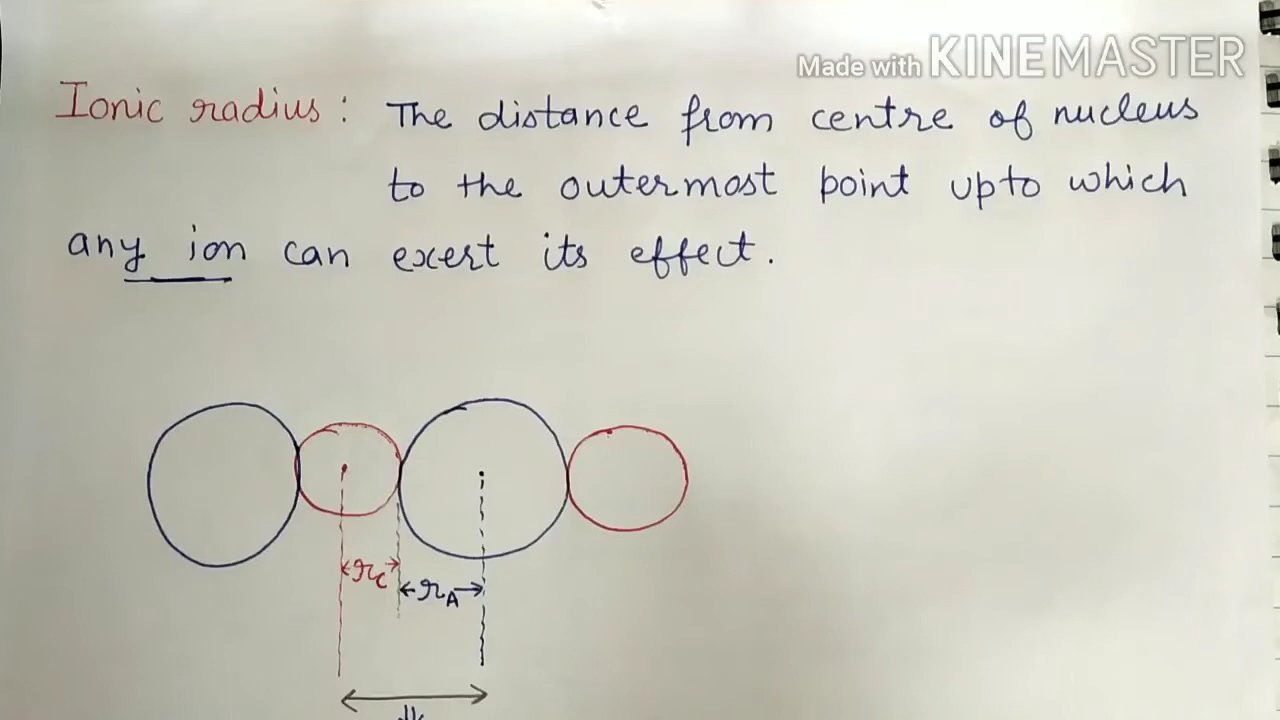 Made with KINEMASTER
Ionic radius: The distance from centre of nucleus
to the outermost point upto which
any ion can exert its effect.
rc
rA